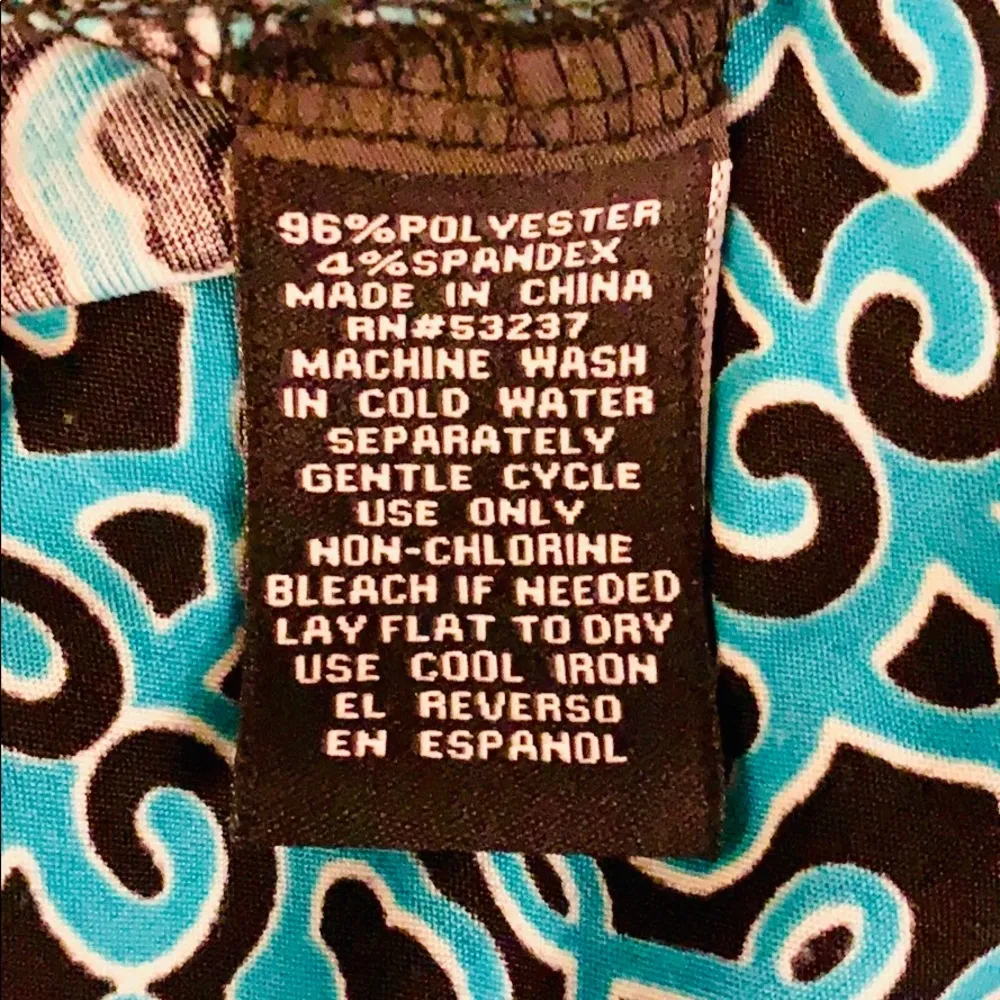 96%POLYESTER
4%SPANDEX
MADE IN CHINA
RN#53237
MACHINE WASH
IN COLD WATER
SEPARATELY
GENTLE CYCLE
USE ONLY
NON-CHLORINE
BLEACH IF NEEDED
LAY FLAT TO DRY
USE COOL IRON
EL REVERSO
EN ESPANOL